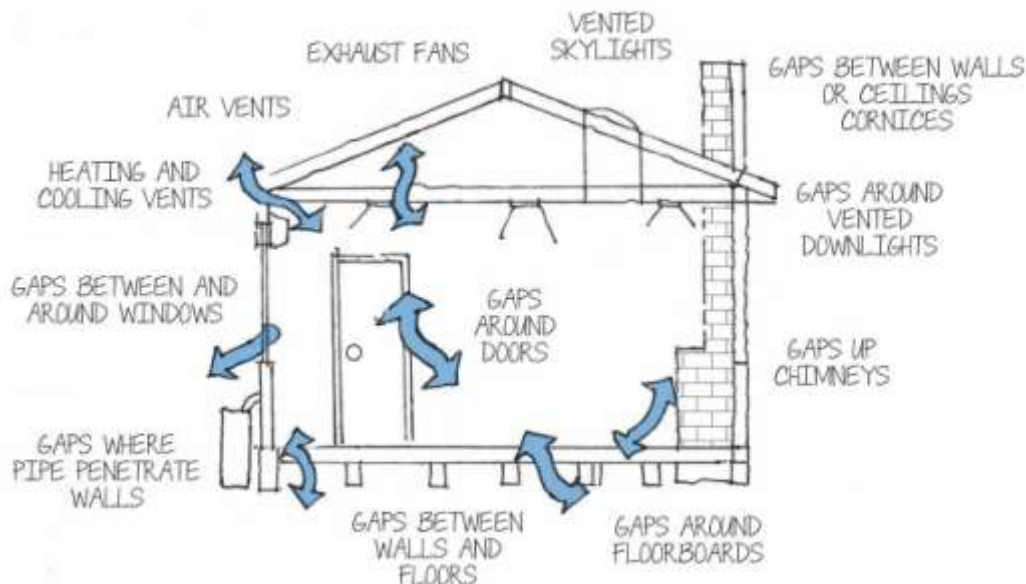 EXHAUST FANS
VENTED
SKYLIGHTS
GAPS BETWEEN WALLS
OR CEILINGS
CORNICES
AIR VENTS
HEATING AND
COOLING VENTS
GAPS AROUND
VENTED
DOWNLIGHTS
GAPS BETWEEN AND
AROUND WINDOWS
GAPS
AROUND
DOORS
GAPS UP
CHIMNEYS
GAPS WHERE
PIPE PENETRATE
WALLS
GAPS BETWEEN
WALLS AND
FLOORS
GAPS AROUND
FLOORBOARDS